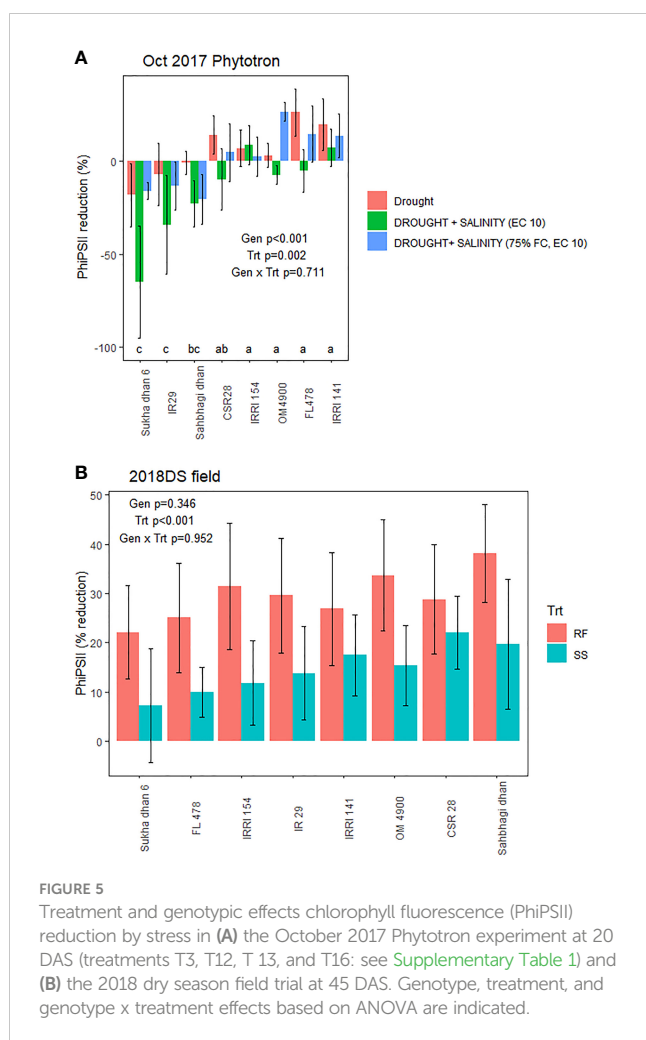 A
Oct 2017 Phytotron
PhiPSII reduction (%)
0
-50
-100
Gen p<0.001
Trt p=0.002
Gen x Trt p=0.711
c c bc ab a a a a
Sukha dhan 6
IR29
Sahbhagi dhan
CSR28
IRRI 154
OM4900
FL478
IRRI 141
Drought
DROUGHT + SALINITY (EC 10)
DROUGHT+ SALINITY (75% FC, EC 10)
B
2018DS field
PhiPSII (% reduction)
50
40
30
20
10
0
Gen p=0.346
Trt p<0.001
Gen x Trt p=0.952
Sukha dhan 6
FL 478
IRRI 154
IR 29
IRRI 141
OM 4900
CSR 28
Sahbhagi dhan
Trt
RF
SS
FIGURE 5
Treatment and genotypic effects chlorophyll fluorescence (PhiPSII)
reduction by stress in (A) the October 2017 Phytotron experiment at 20
DAS (treatments T3, T12, T 13, and T16: see Supplementary Table 1) and
(B) the 2018 dry season field trial at 45 DAS. Genotype, treatment, and
genotype x treatment effects based on ANOVA are indicated.